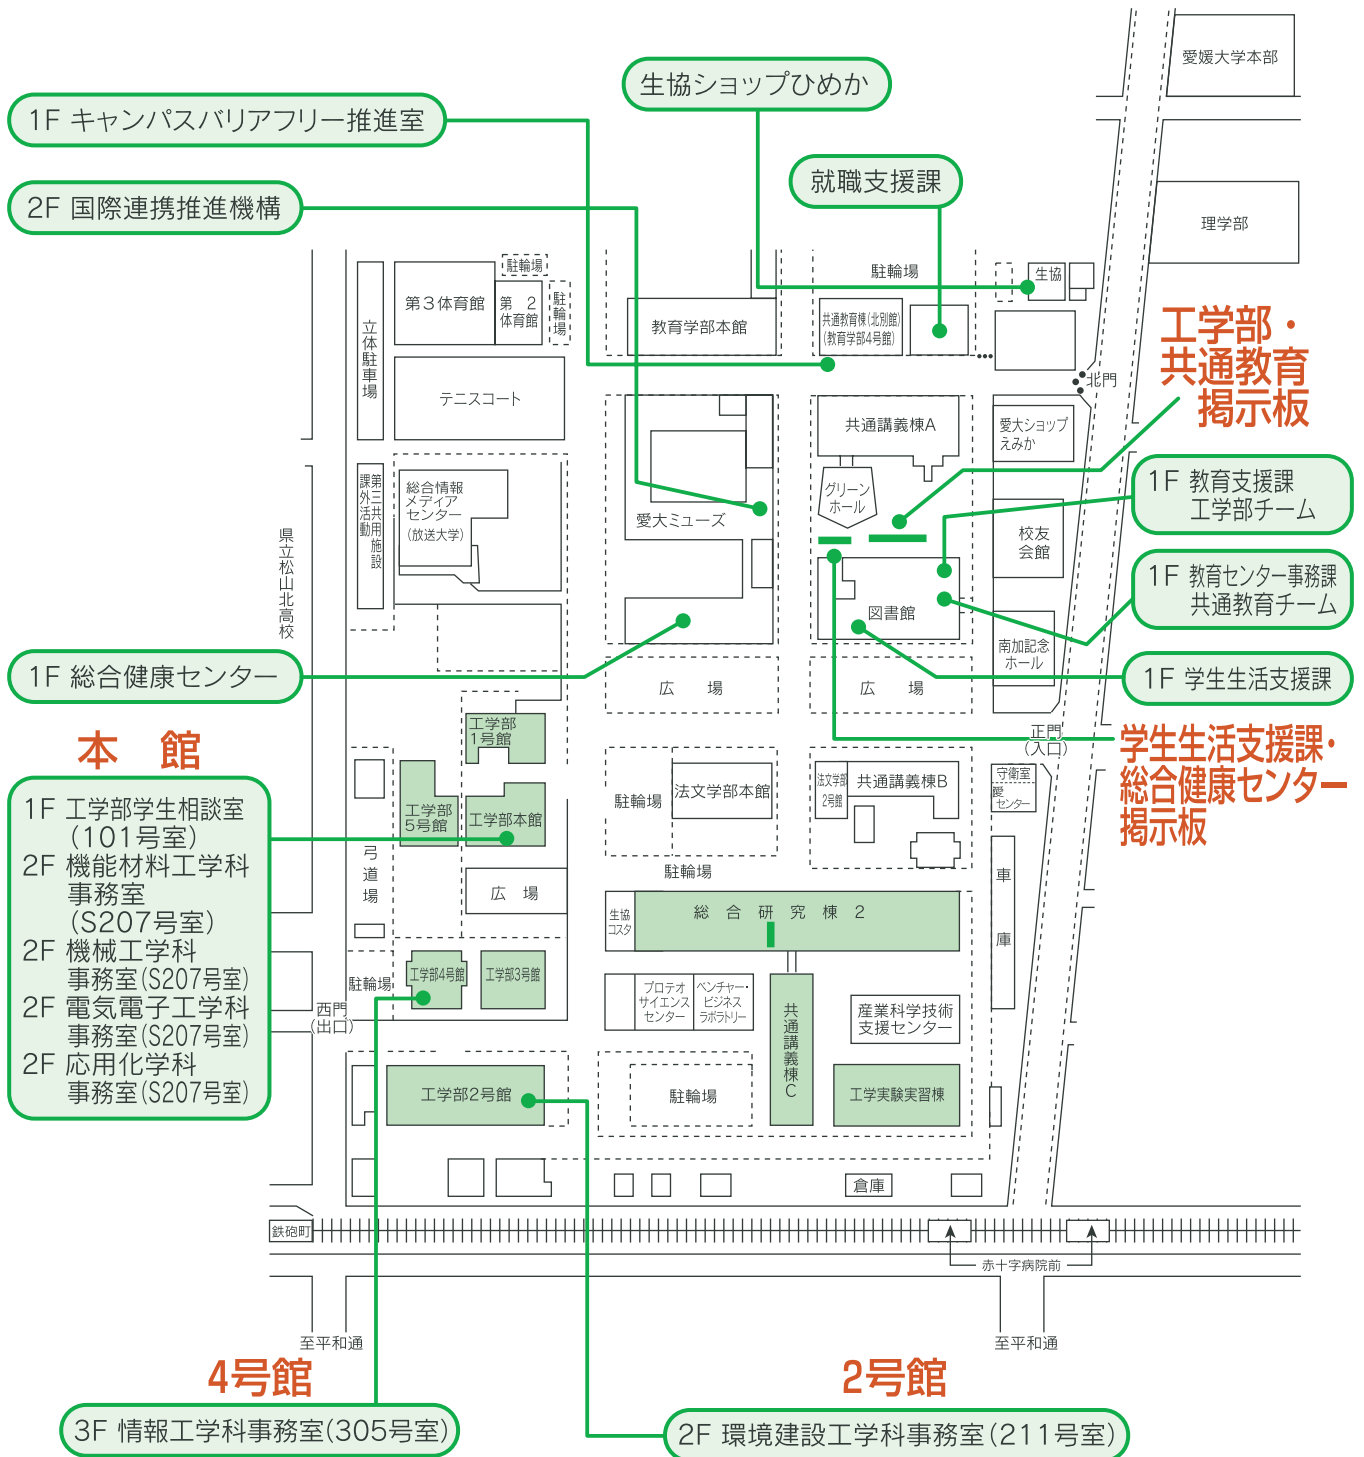 愛媛大学本部
生協ショップひめか
1F キャンパスバリアフリー推進室
就職支援課
2F 国際連携推進機構
理学部
駐輪場
駐輪場
生協
第3体育館
第 2
体育館
駐輪場
教育学部本館
共通教育棟(北別館)
(教育学部4号館)
立体駐車場
工学部・
共通教育
掲示板
北門
テニスコート
共通講義棟A
愛大ショップ
えみか
1F 教育支援課
工学部チーム
第三共用施設
課外活動
総合情報
メディア
センター
(放送大学)
グリーン
ホール
愛大ミューズ
校友
会館
県立松山北高校
1F 教育センター事務課
共通教育チーム
図書館
南加記念
ホール
1F 総合健康センター
広 場
広 場
1F 学生生活支援課
本 館
工学部
1号館
正門
(入口)
学生生活支援課・
総合健康センター
掲示板
1F 工学部学生相談室
(101号室)
2F 機能材料工学科
事務室
(S207号室)
2F 機械工学科
事務室(S207号室)
2F 電気電子工学科
事務室(S207号室)
2F 応用化学科
事務室(S207号室)
工学部
5号館
工学部本館
駐輪場
法文学部本館
法文学部
2号館
共通講義棟B
守衛室
愛
センター
弓道場
広 場
駐輪場
車庫
生協
コスタ
総合研究棟2
駐輪場
工学部4号館
工学部3号館
プロテオ
サイエンス
センター
ベンチャー・
ビジネス
ラボラトリー
共通講義棟C
産業科学技術
支援センター
西門
(出口)
工学部2号館
駐輪場
工学実験実習棟
倉庫
鉄砲町
赤十字病院前
至平和通
至平和通
4号館
2号館
3F 情報工学科事務室(305号室)
2F 環境建設工学科事務室(211号室)